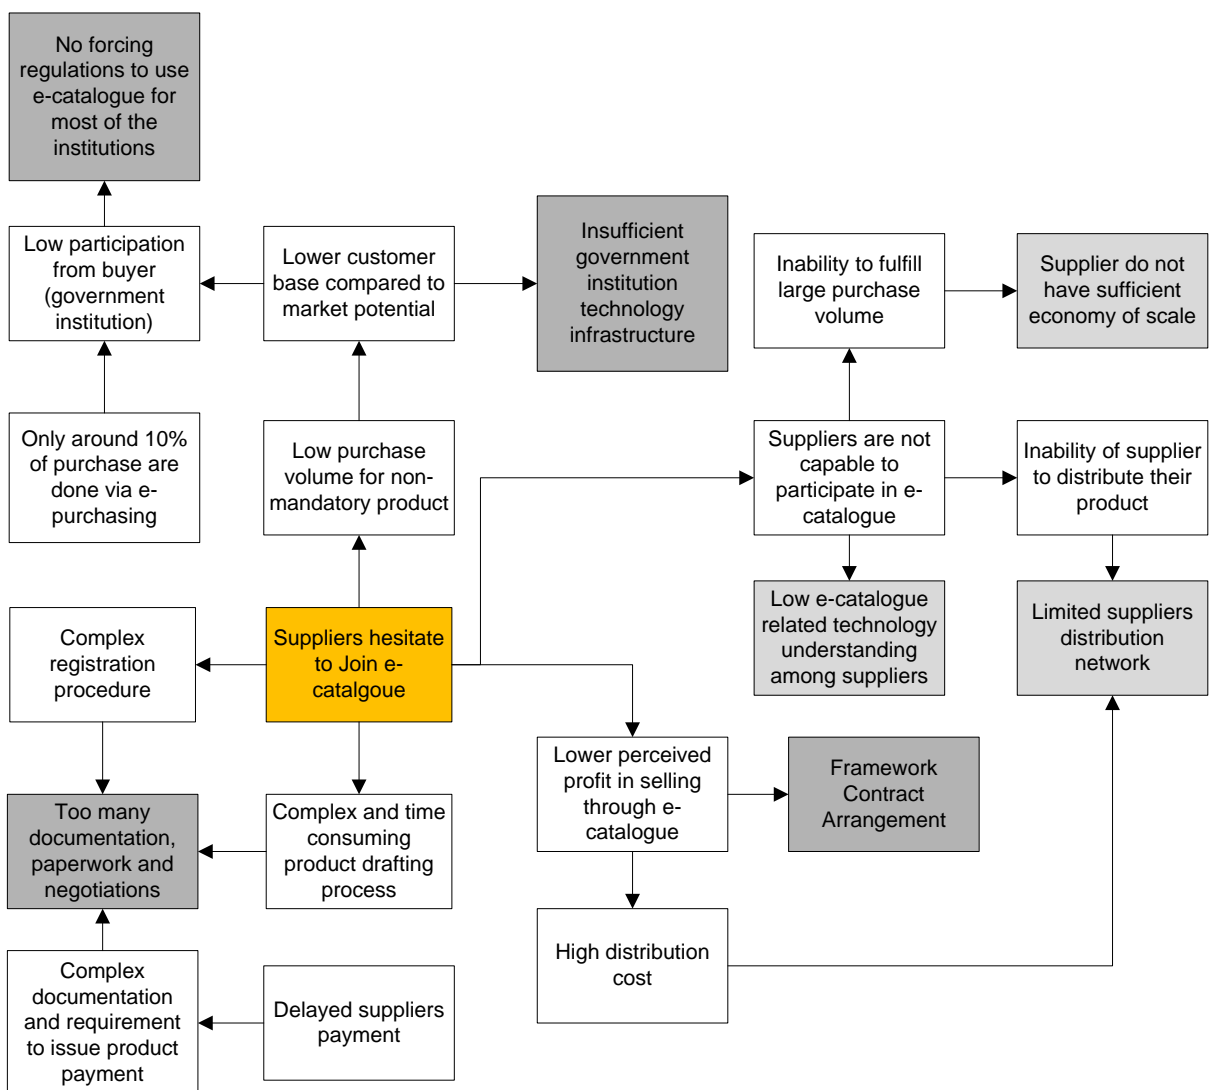 No forcing
regulations to use
e-catalogue for
most of the
institutions
Low participation
from buyer
(government
institution)
Lower customer
base compared to
market potential
Insufficient
government
institution
technology
infrastructure
Inability to fulfill
large purchase
volume
Supplier do not
have sufficient
economy of scale
Only around 10%
of purchase are
done via e-
purchasing
Low purchase
volume for non-
mandatory product
Suppliers are not
capable to
participate in e-
catalogue
Inability of supplier
to distribute their
product
Complex
registration
procedure
Suppliers hesitate
to Join e-
catalgoue
Low e-catalogue
related technology
understanding
among suppliers
Limited suppliers
distribution
network
Too many
documentation,
paperwork and
negotiations
Complex and time
consuming
product drafting
process
Lower perceived
profit in selling
through e-
catalogue
Framework
Contract
Arrangement
Complex
documentation
and requirement
to issue product
payment
Delayed suppliers
payment
High distribution
cost